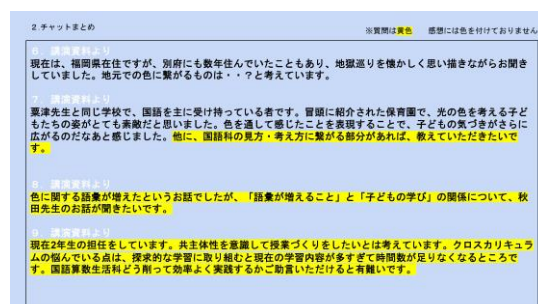 2.チャットまとめ
※質問は黄色　感想には色を付けておりません
6．講演資料より
現在は、福岡県在住ですが、別府にも数年住んでいたこともあり、地獄巡りを懐かしく思い描きながらお聞き
していました。地元での色に繋がるものは・・？と考えています。
7．講演資料より
粟津先生と同じ学校で、国語を主に受け持っている者です。冒頭に紹介された保育園で、光の色を考える子ど
もたちの姿がとても素敵だと思いました。色を通して感じたことを表現することで、子どもの気づきがさらに
広がるのだなあと感じました。他に、国語科の見方・考え方に繋がる部分があれば、教えていただきたいで
す。
8．講演資料より
色に関する語彙が増えたというお話でしたが、「語彙が増えること」と「子どもの学び」の関係について、秋
田先生のお話が聞きたいです。
9．講演資料より
現在2年生の担任をしています。共主体性を意識して授業づくりをしたいとは考えています。クロスカリキュラ
ムの悩んでいる点は、探求的な学習に取り組むと現在の学習内容が多すぎて時間数が足りなくなるところで
す。国語算数生活科どう削って効率よく実践するかご助言いただけると有難いです。